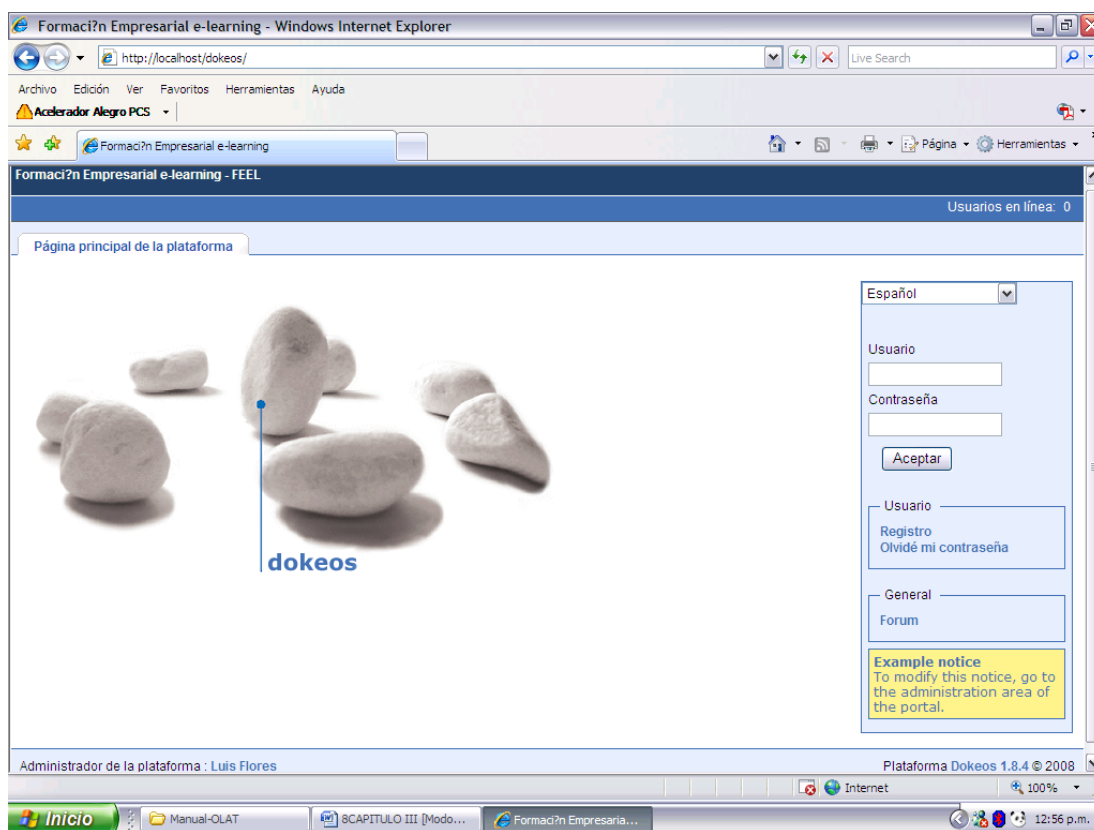 Formaci?n Empresarial e-learning - Windows Internet Explorer
http://localhost/dokeos/
Live Search
Archivo Edición Ver Favoritos Herramientas Ayuda
Acelerador Alegro PCS
Formaci?n Empresarial e-learning
Página Herramientas
Formaci?n Empresarial e-learning - FEEL
Usuarios en línea: 0
Página principal de la plataforma
Español
Usuario
Contraseña
Aceptar
Usuario
Registro
Olvidé mi contraseña
dokeos
General
Forum
Example notice
To modify this notice, go to
the administration area of
the portal.
Administrador de la plataforma : Luis Flores
Plataforma Dokeos 1.8.4 © 2008
Internet
100%
Inicio
Manual-OLAT
8CAPITULO III [Modo...
Formaci?n Empresaria...
12:56 p.m.